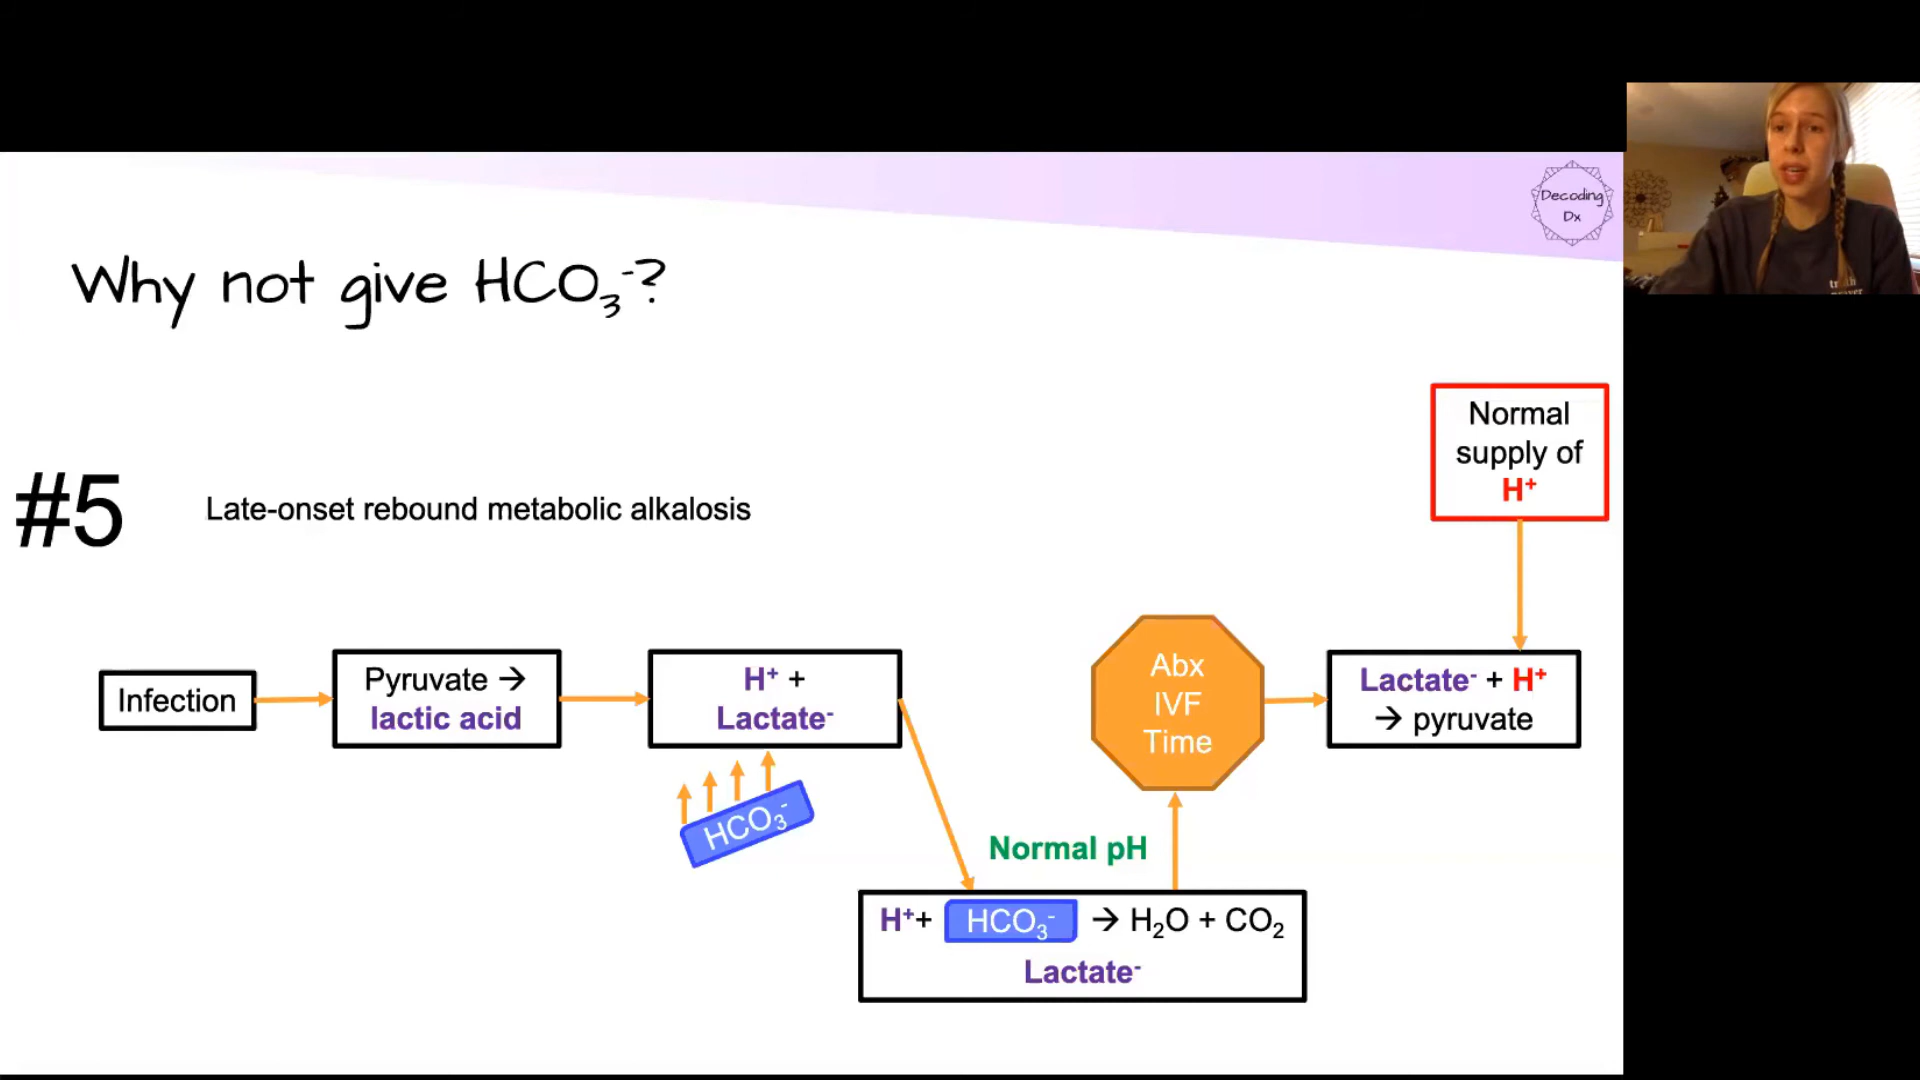 Decoding
Dx
Why not give HCO₃⁻?
Normal
supply of
H⁺
#5
Late-onset rebound metabolic alkalosis
Infection
Pyruvate →
lactic acid
H⁺ +
Lactate⁻
HCO₃⁻
Abx
IVF
Time
Lactate⁻ + H⁺
→ pyruvate
Normal pH
H⁺+ HCO₃⁻ → H₂O + CO₂
Lactate⁻